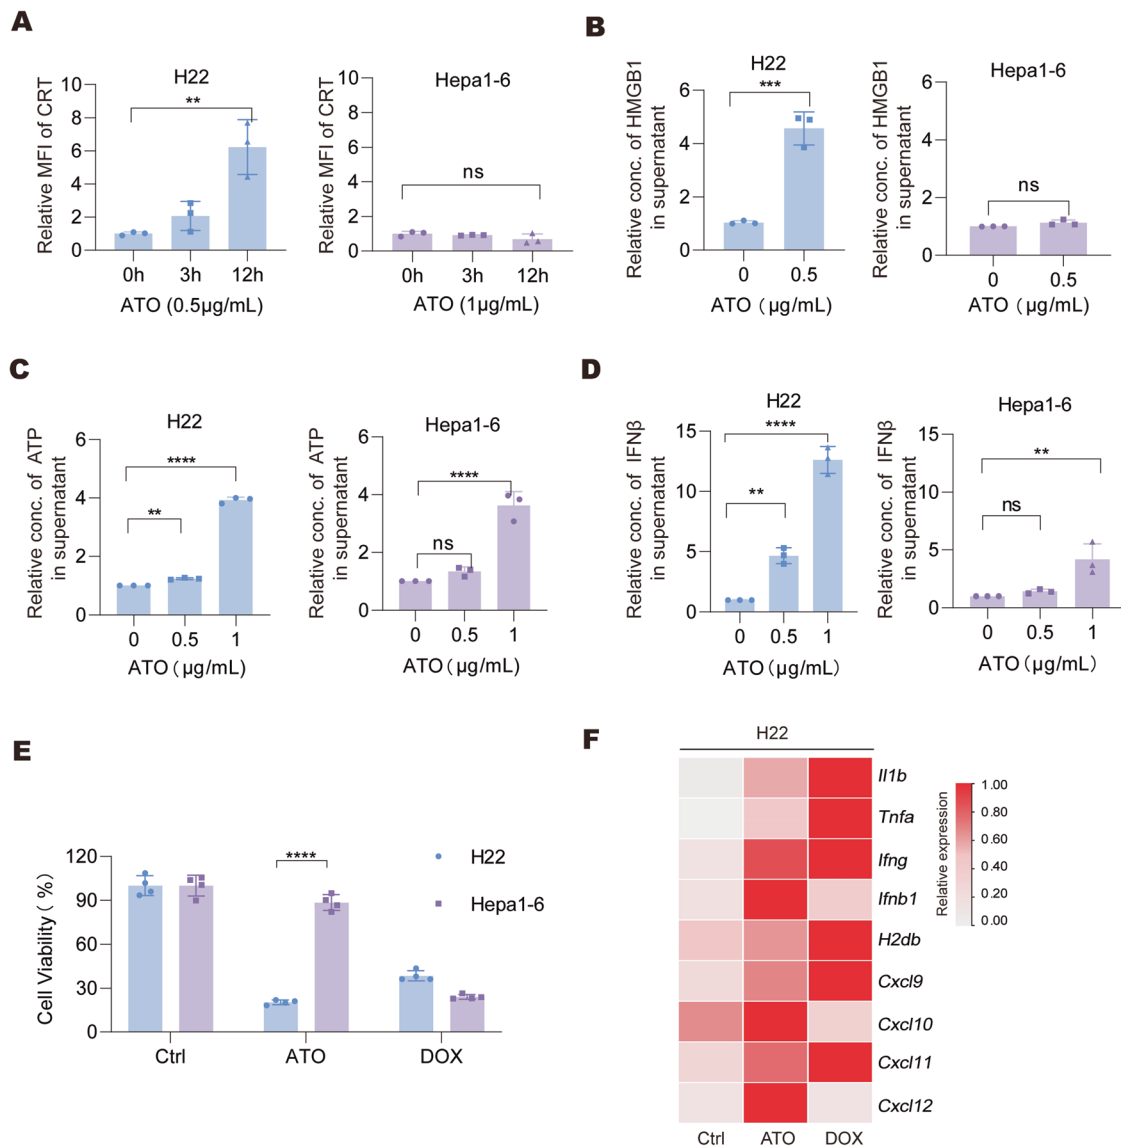 A
H22
**
Relative MFI of CRT
10
8
6
4
2
0
0h 3h 12h
ATO (0.5µg/mL)
Hepa1-6
ns
Relative MFI of CRT
10
8
6
4
2
0
0h 3h 12h
ATO (1µg/mL)
B
H22
***
Relative conc. of HMGB1
in supernatant
6
4
2
0
0 0.5
ATO (µg/mL)
Hepa1-6
ns
Relative conc. of HMGB1
in supernatant
6
4
2
0
0 0.5
ATO (µg/mL)
C
H22
****
**
Relative conc. of ATP
in supernatant
6
4
2
0
0 0.5 1
ATO (µg/mL)
Hepa1-6
****
ns
Relative conc. of ATP
in supernatant
6
4
2
0
0 0.5 1
ATO (µg/mL)
D
H22
****
**
Relative conc. of IFNβ
in supernatant
15
10
5
0
0 0.5 1
ATO (µg/mL)
Hepa1-6
**
ns
Relative conc. of IFNβ
in supernatant
15
10
5
0
0 0.5 1
ATO (µg/mL)
E
Cell Viability (%)
120
90
60
30
0
****
H22
Hepa1-6
Ctrl ATO DOX
F
H22
Il1b
Tnfa
Ifng
Ifnb1
H2db
Cxcl9
Cxcl10
Cxcl11
Cxcl12
Ctrl ATO DOX
Relative expression
1.00
0.80
0.60
0.40
0.20
0.00